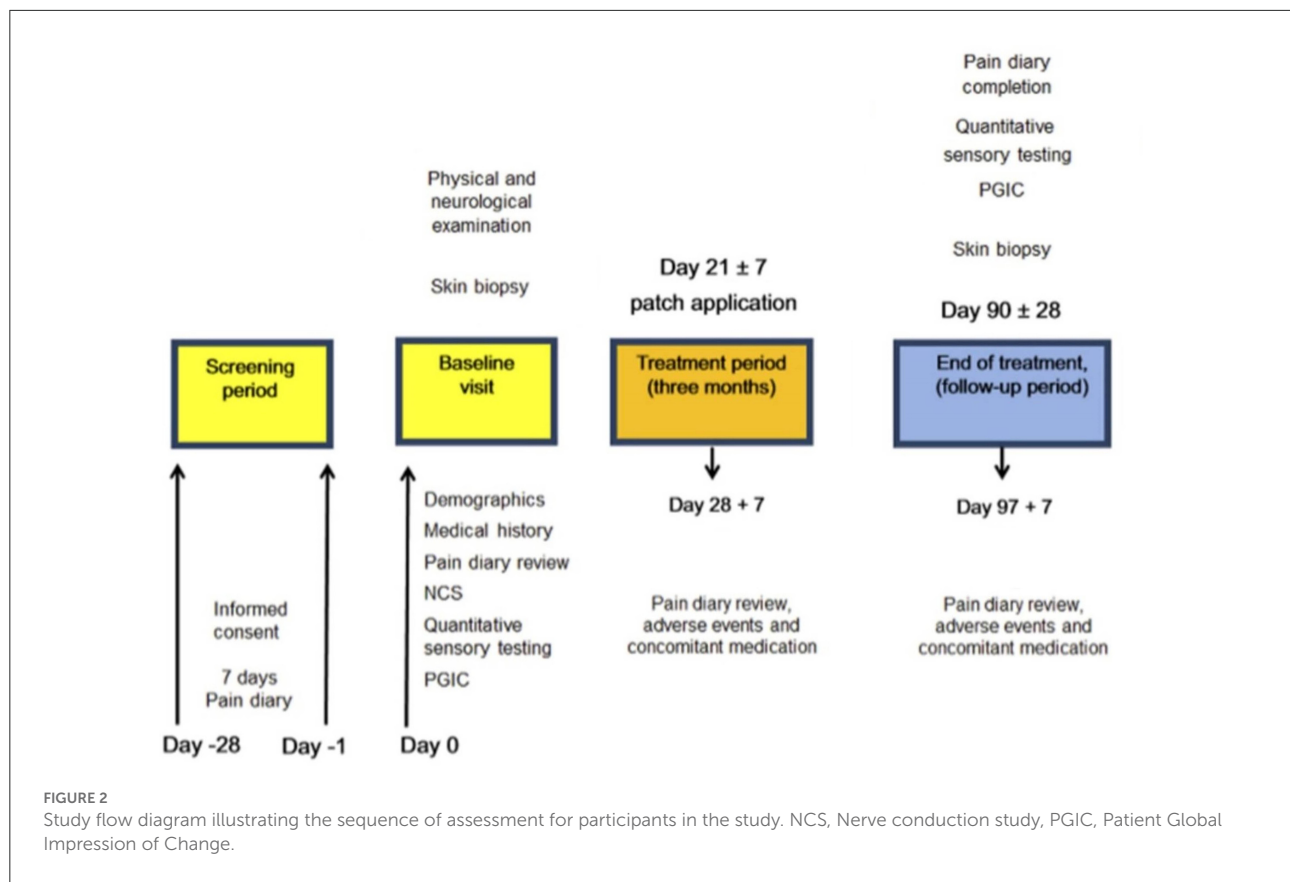 Pain diary
completion
Quantitative
sensory testing
PGIC
Skin biopsy
Day 90 ± 28
Physical and
neurological
examination
Skin biopsy
Day 21 ± 7
patch application
Screening
period
Baseline
visit
Treatment period
(three months)
End of treatment,
(follow-up period)
Informed
consent
7 days
Pain diary
Day -28
Day -1
Demographics
Medical history
Pain diary review
NCS
Quantitative
sensory testing
PGIC
Day 0
Day 28 + 7
Pain diary review,
adverse events and
concomitant medication
Day 97 + 7
Pain diary review,
adverse events and
concomitant medication
FIGURE 2
Study flow diagram illustrating the sequence of assessment for participants in the study. NCS, Nerve conduction study, PGIC, Patient Global
Impression of Change.